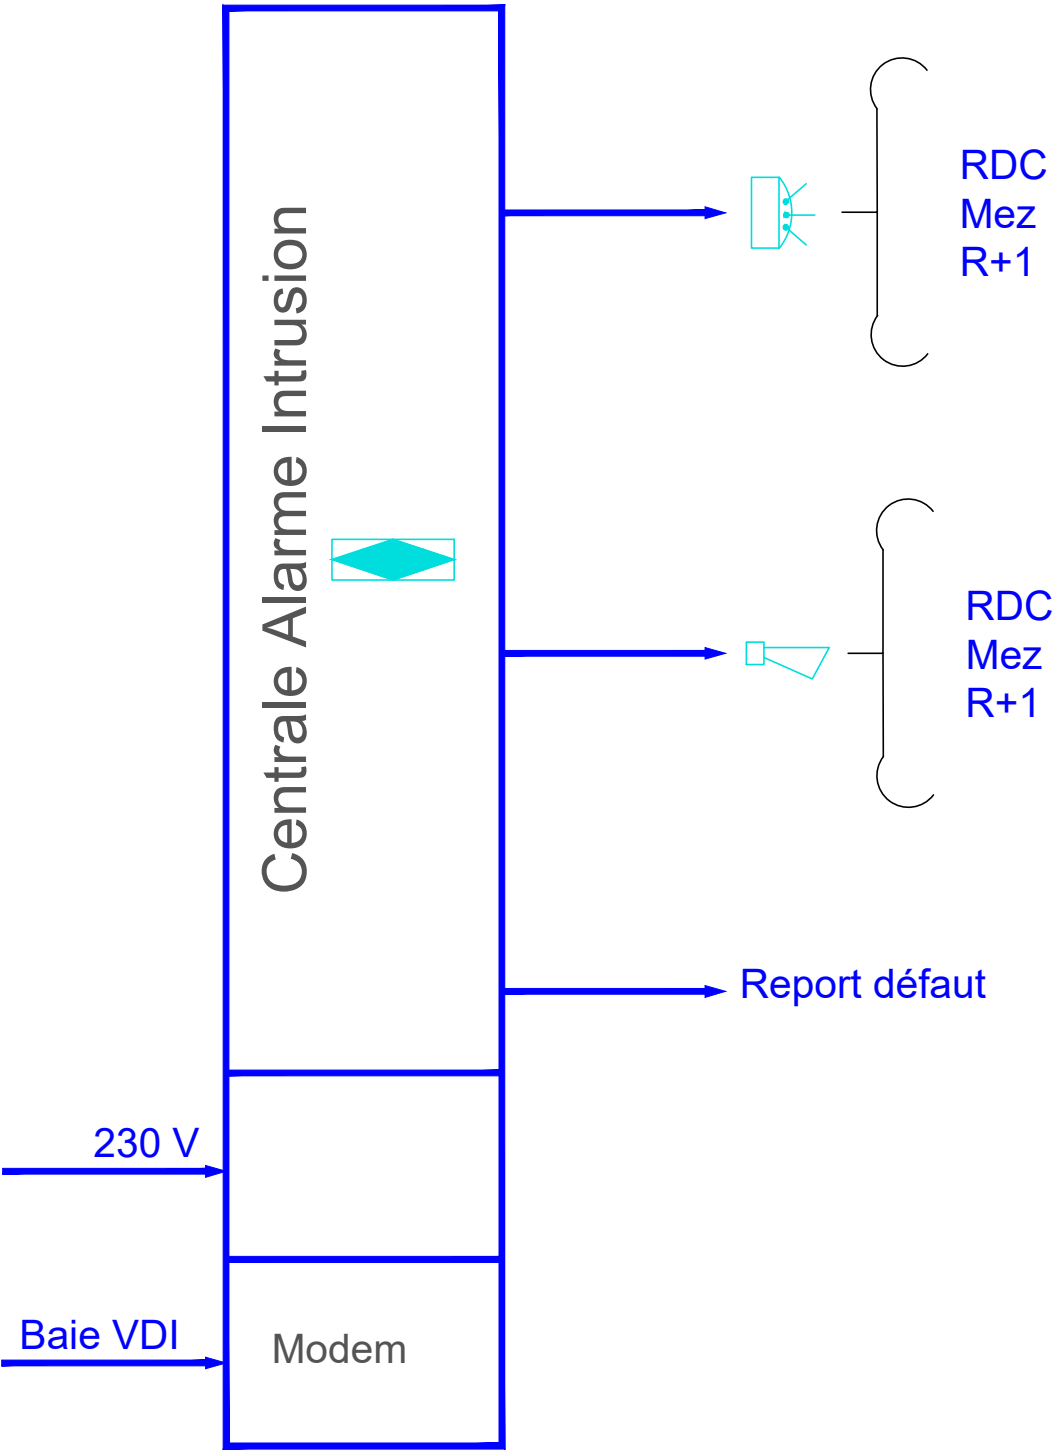 Centrale Alarme Intrusion
RDC
Mez
R+1
RDC
Mez
R+1
Report défaut
230 V
Baie VDI
Modem